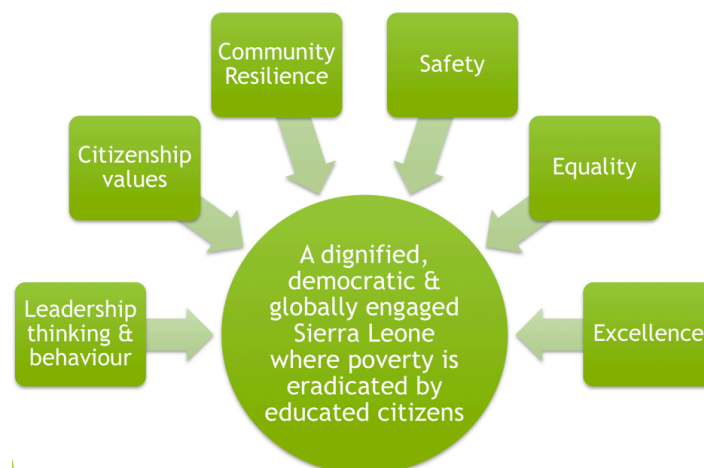 Community
Resilience
Safety
Citizenship
values
Equality
Leadership
thinking &
behaviour
A dignified,
democratic &
globally engaged
Sierra Leone
where poverty is
eradicated by
educated citizens
Excellence